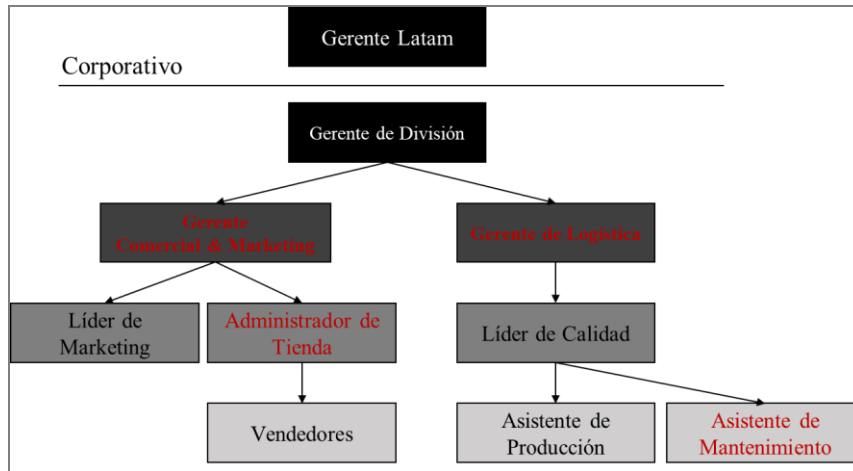 Gerente Latam
Corporativo
Gerente de División
Gerente
Comercial & Marketing
Gerente de Logística
Líder de
Marketing
Administrador de
Tienda
Líder de Calidad
Vendedores
Asistente de
Producción
Asistente de
Mantenimiento